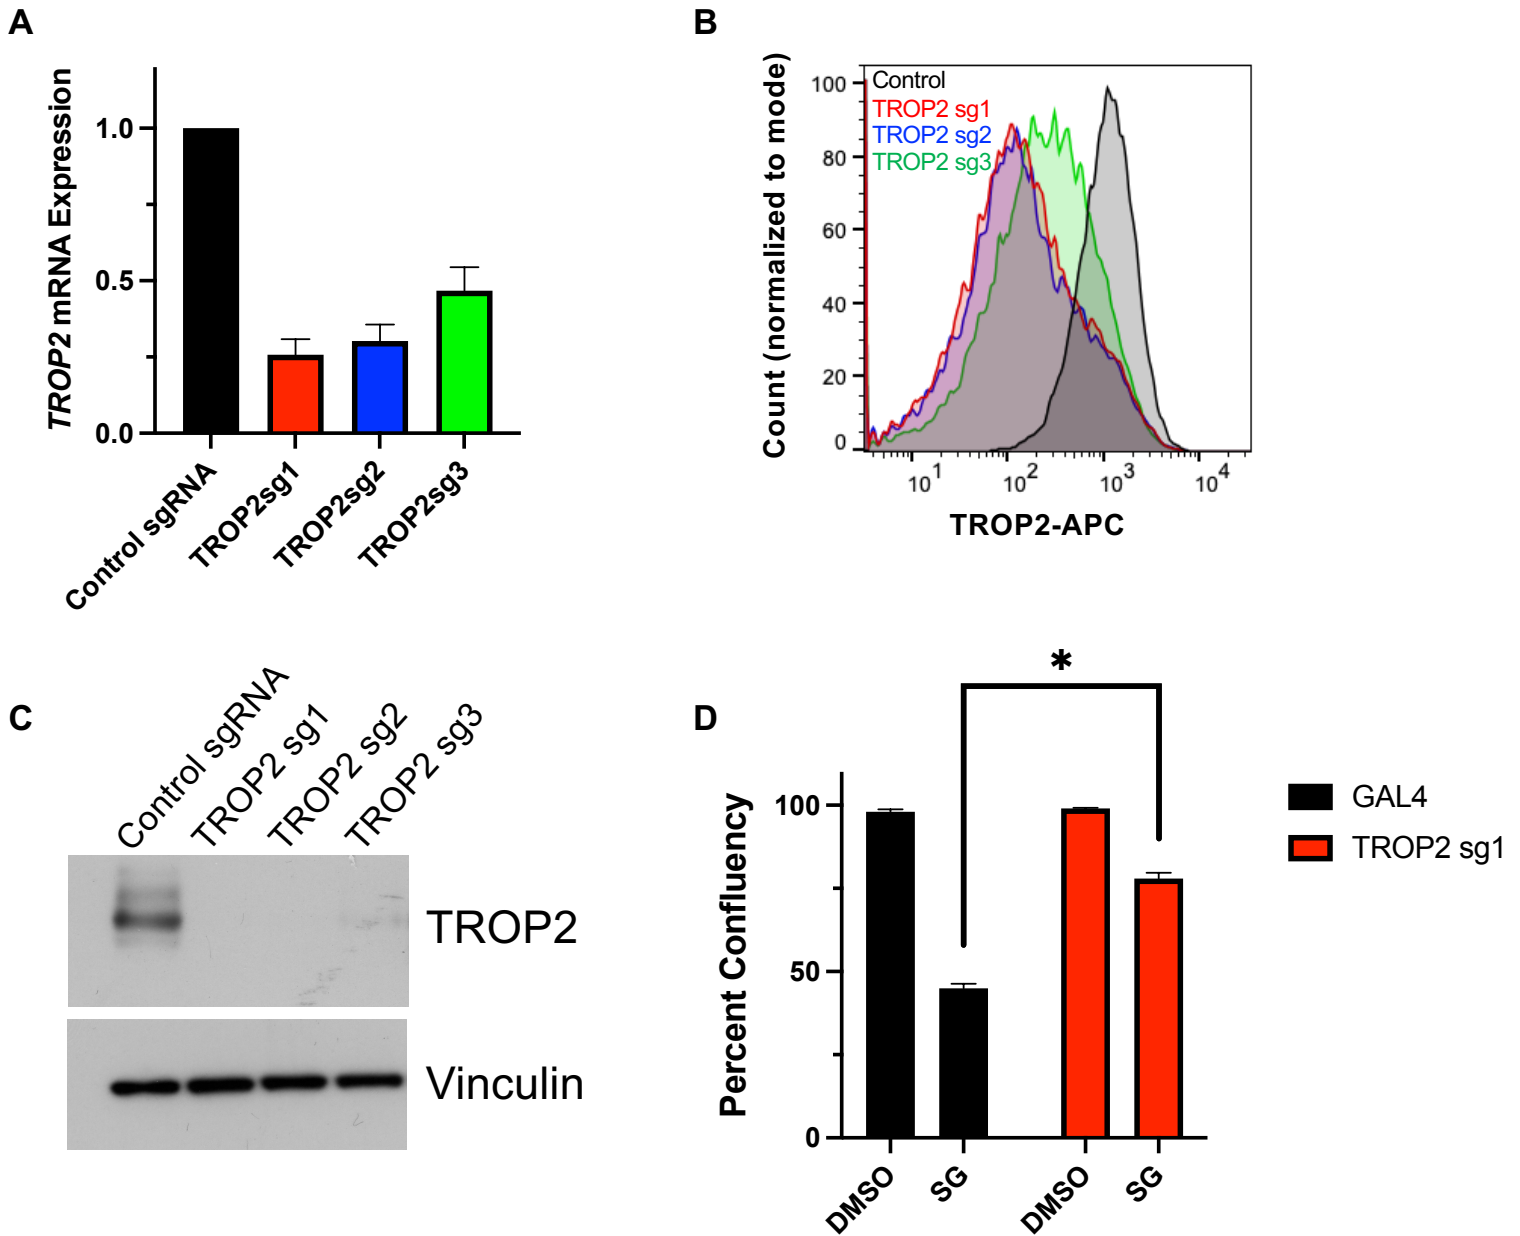 A
TROP2 mRNA Expression
1.0
0.5
0.0
Control sgRNA
TROP2sg1
TROP2sg2
TROP2sg3
B
Count (normalized to mode)
100
80
60
40
20
0
Control
TROP2 sg1
TROP2 sg2
TROP2 sg3
10^1
10^2
10^3
10^4
TROP2-APC
C
Control sgRNA
TROP2 sg1
TROP2 sg2
TROP2 sg3
TROP2
Vinculin
D
*
Percent Confluency
100
50
0
DMSO
SG
DMSO
SG
GAL4
TROP2 sg1